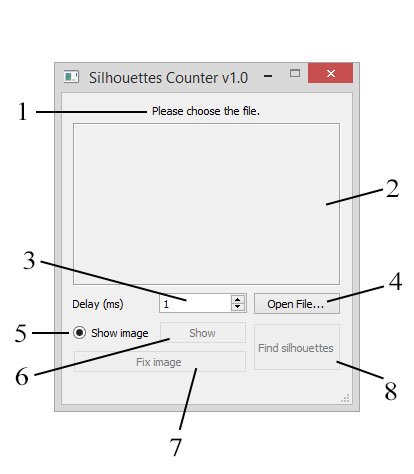 Silhouettes Counter v1.0
1
Please choose the file.
2
3
4
Delay (ms)
1
Open File...
5
Show image
Show
Find silhouettes
6
Fix image
8
7